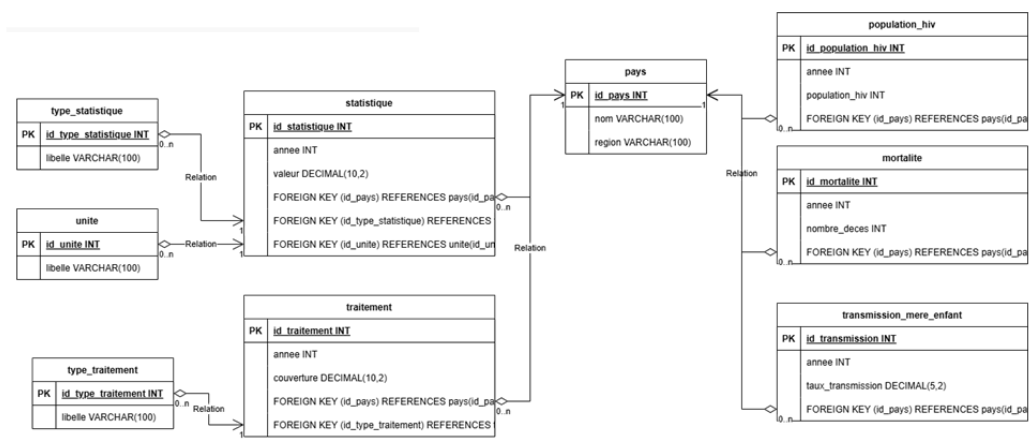 type_statistique
PK id_type_statistique INT
libelle VARCHAR(100)
0..n
Relation
1
unite
PK id_unite INT
libelle VARCHAR(100)
0..n
Relation
1
type_traitement
PK id_type_traitement INT
libelle VARCHAR(100)
0..n
Relation
1
statistique
PK id_statistique INT
annee INT
valeur DECIMAL(10,2)
FOREIGN KEY (id_pays) REFERENCES pays(id_pa
FOREIGN KEY (id_type_statistique) REFERENCES
FOREIGN KEY (id_unite) REFERENCES unite(id_un
0..n
traitement
PK id_traitement INT
annee INT
couverture DECIMAL(10,2)
FOREIGN KEY (id_pays) REFERENCES pays(id_pa
FOREIGN KEY (id_type_traitement) REFERENCES
0..n
Relation
1
pays
PK id_pays INT
nom VARCHAR(100)
region VARCHAR(100)
1
Relation
population_hiv
PK id_population_hiv INT
annee INT
population_hiv INT
FOREIGN KEY (id_pays) REFERENCES pays(id_pa
0..n
mortalite
PK id_mortalite INT
annee INT
nombre_deces INT
FOREIGN KEY (id_pays) REFERENCES pays(id_pa
0..n
transmission_mere_enfant
PK id_transmission INT
annee INT
taux_transmission DECIMAL(5,2)
FOREIGN KEY (id_pays) REFERENCES pays(id_pa
0..n